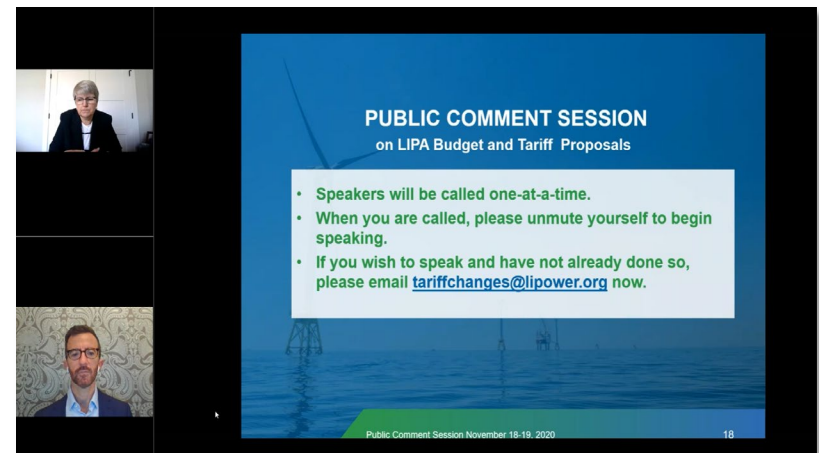 PUBLIC COMMENT SESSION
on LIPA Budget and Tariff Proposals
• Speakers will be called one-at-a-time.
• When you are called, please unmute yourself to begin
speaking.
• If you wish to speak and have not already done so,
please email tariffchanges@lipower.org now.
Public Comment Session November 18-19, 2020
18